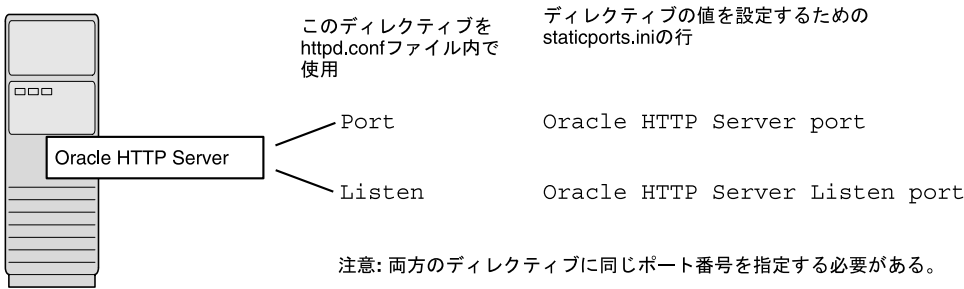 このディレクティブを
httpd.confファイル内で
使用
ディレクティブの値を設定するための
staticports.iniの行
Port
Oracle HTTP Server port
Oracle HTTP Server
Listen
Oracle HTTP Server Listen port
注意: 両方のディレクティブに同じポート番号を指定する必要がある。